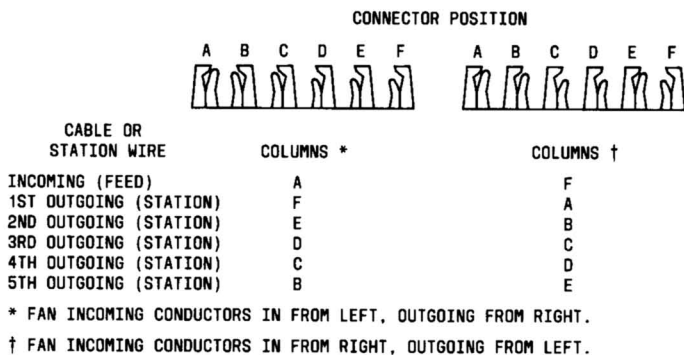 CONNECTOR POSITION
A B C D E F A B C D E F
CABLE OR
STATION WIRE COLUMNS * COLUMNS †
INCOMING (FEED) A F
1ST OUTGOING (STATION) F A
2ND OUTGOING (STATION) E B
3RD OUTGOING (STATION) D C
4TH OUTGOING (STATION) C D
5TH OUTGOING (STATION) B E
* FAN INCOMING CONDUCTORS IN FROM LEFT, OUTGOING FROM RIGHT.
† FAN INCOMING CONDUCTORS IN FROM RIGHT, OUTGOING FROM LEFT.